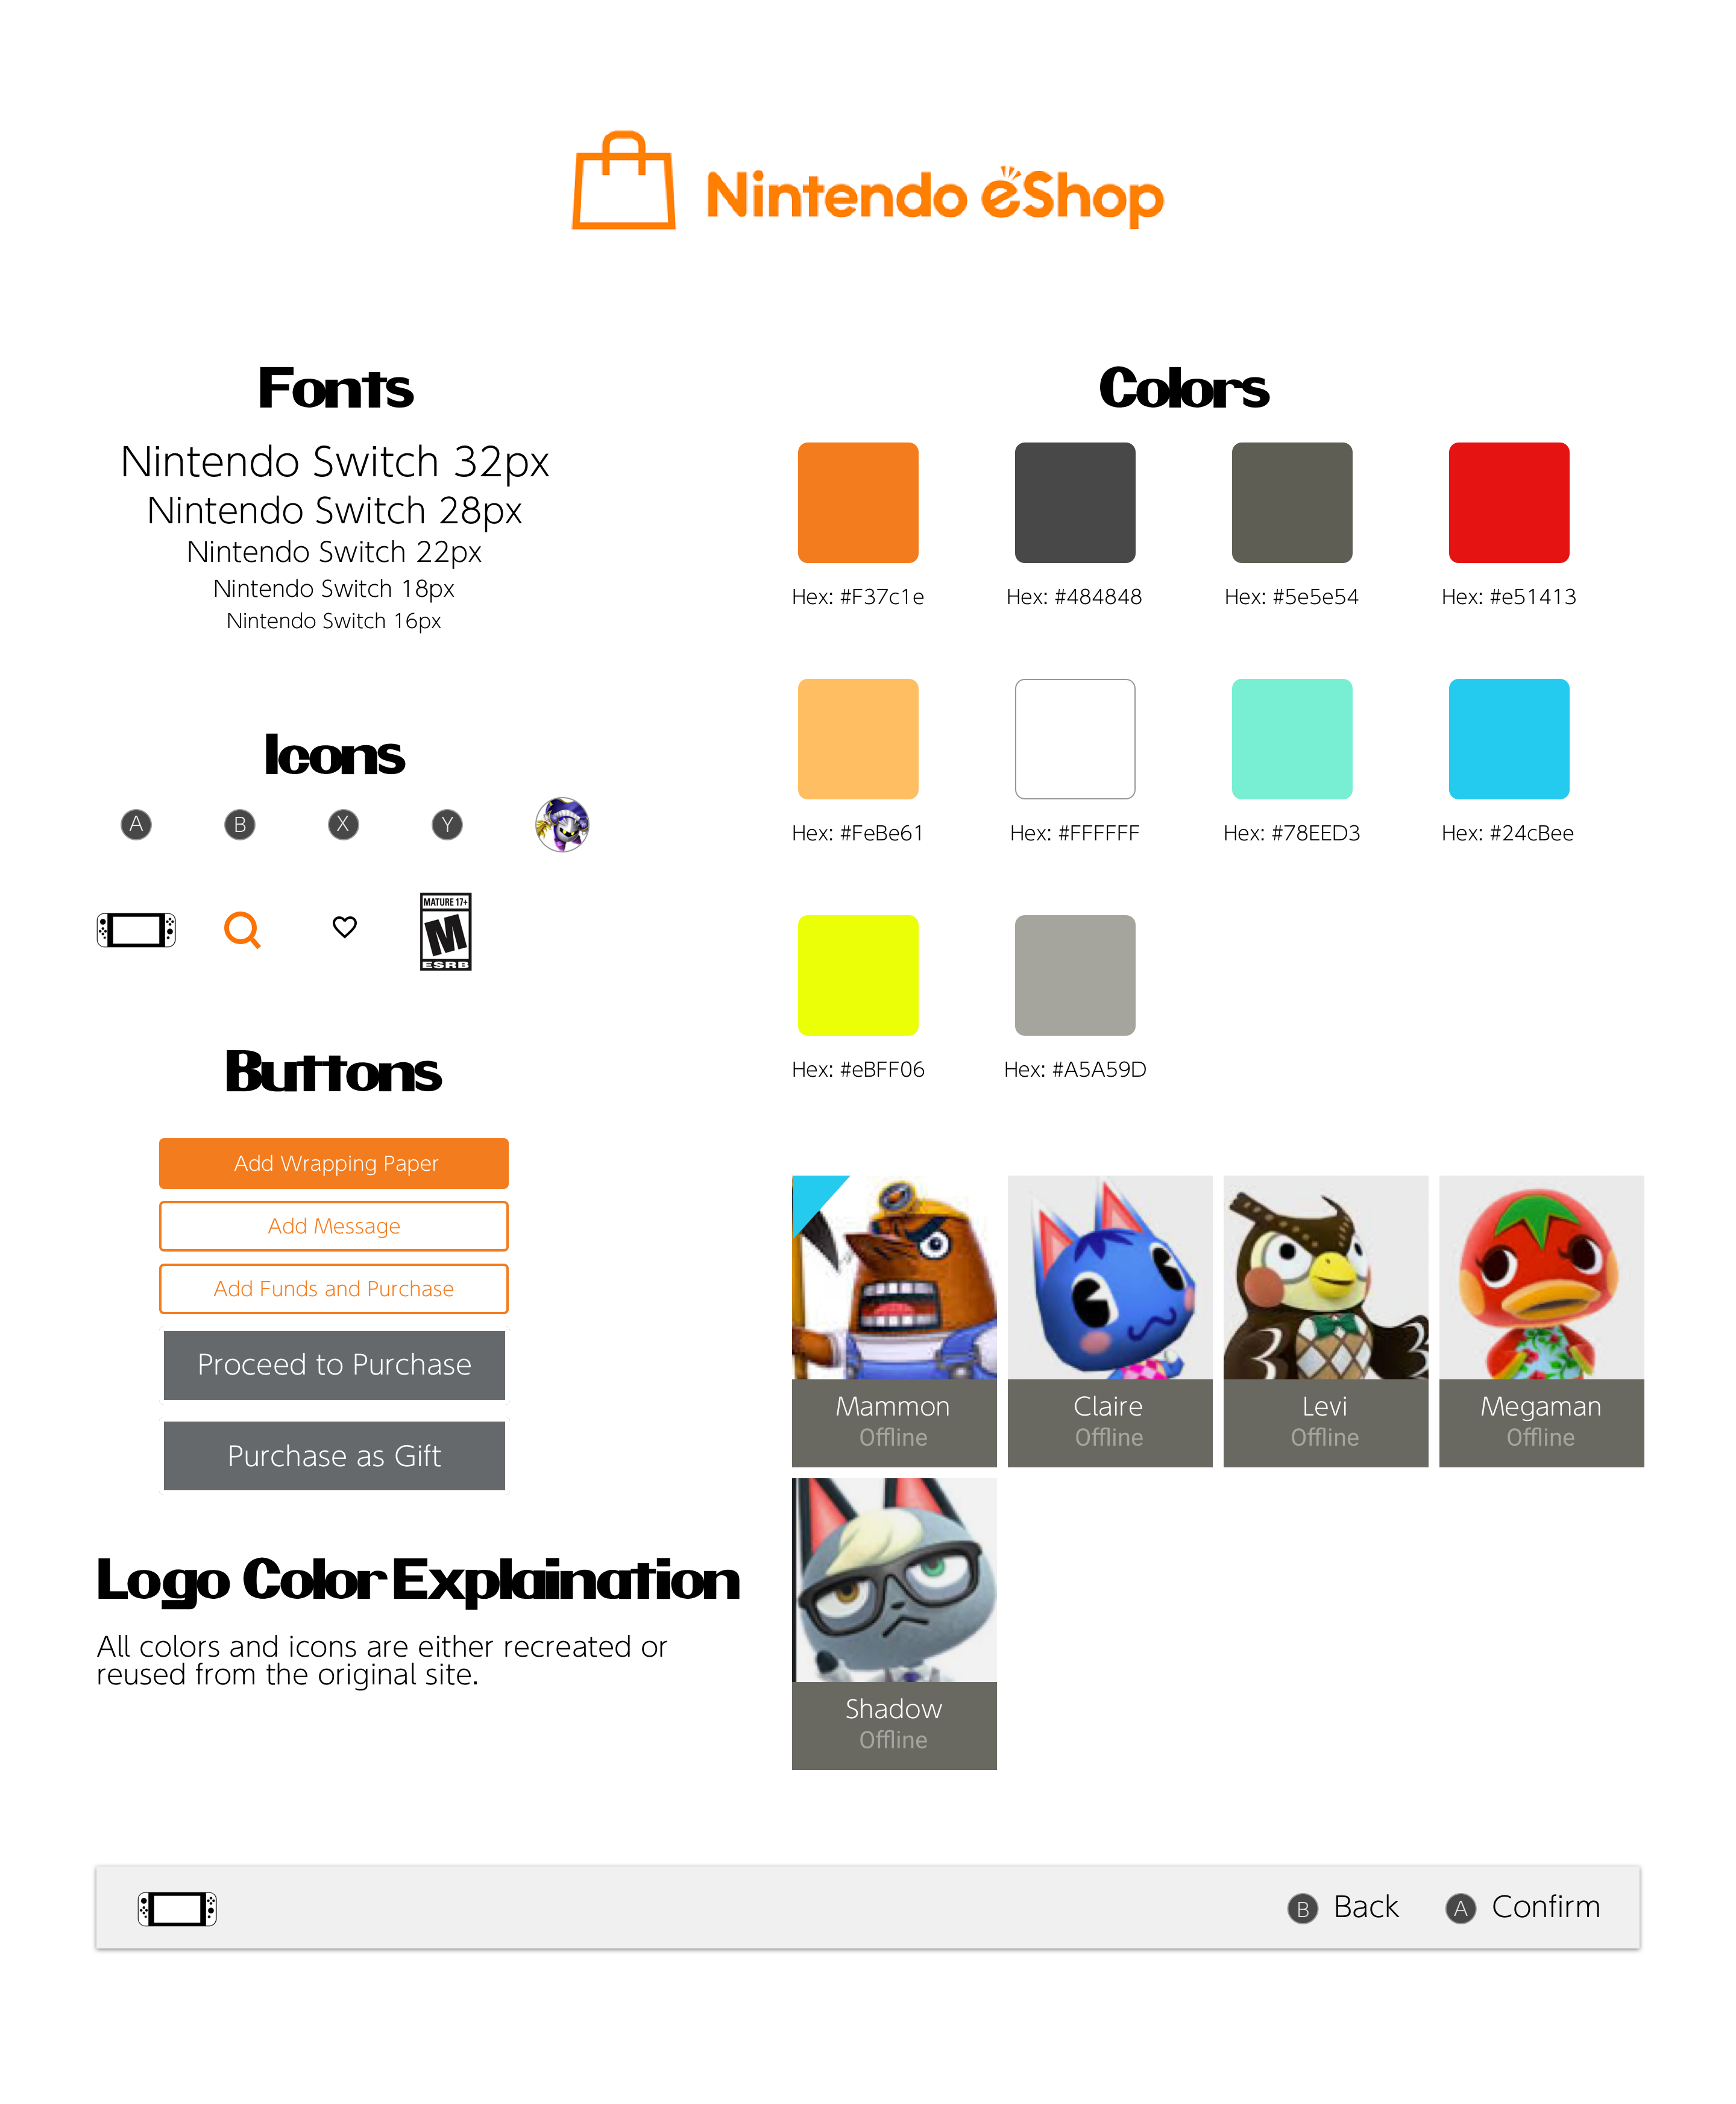 Nintendo eShop
Fonts
Nintendo Switch 32px
Nintendo Switch 28px
Nintendo Switch 22px
Nintendo Switch 18px
Nintendo Switch 16px
Icons
A B X Y
MATURE 17+
M
ESRB
Buttons
Add Wrapping Paper
Add Message
Add Funds and Purchase
Proceed to Purchase
Purchase as Gift
Logo Color Explaination
All colors and icons are either recreated or
reused from the original site.
Colors
Hex: #F37c1e Hex: #484848 Hex: #5e5e54 Hex: #e51413
Hex: #FeBe61 Hex: #FFFFFF Hex: #78EED3 Hex: #24cBee
Hex: #eBFF06 Hex: #A5A59D
Mammon Claire Levi Megaman
Offline Offline Offline Offline
Shadow
Offline
B Back A Confirm